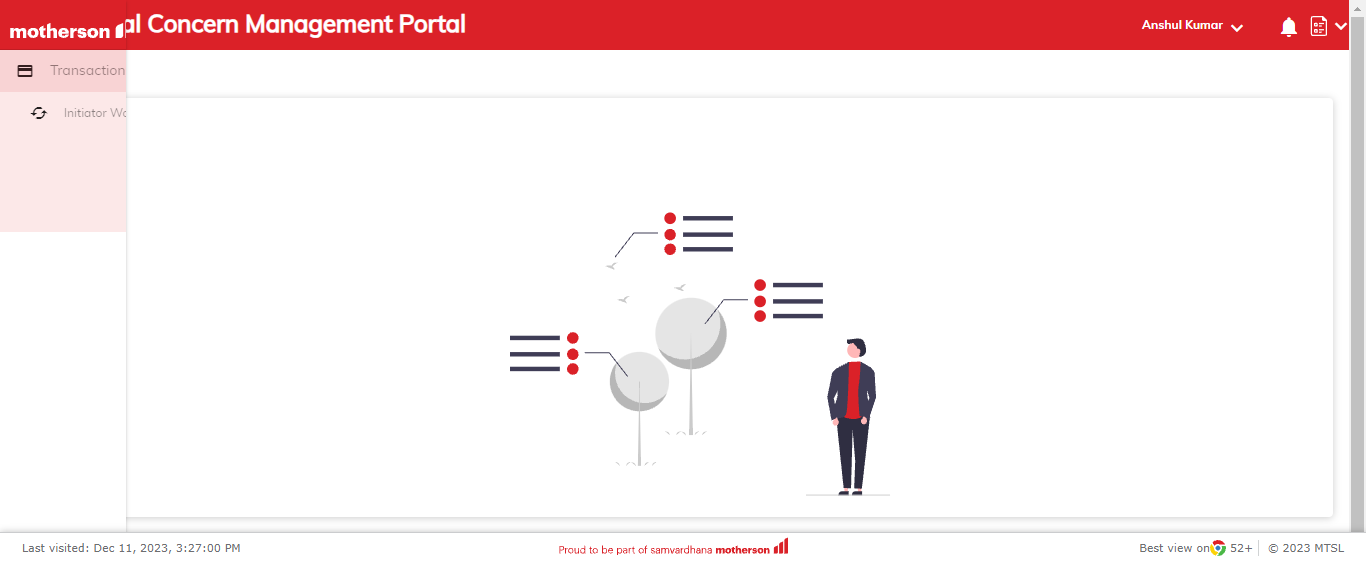 motherson
al Concern Management Portal
Anshul Kumar
Transaction
Initiator Wo
Last visited: Dec 11, 2023, 3:27:00 PM
Proud to be part of samvardhana motherson
Best view on 52+
© 2023 MTSL